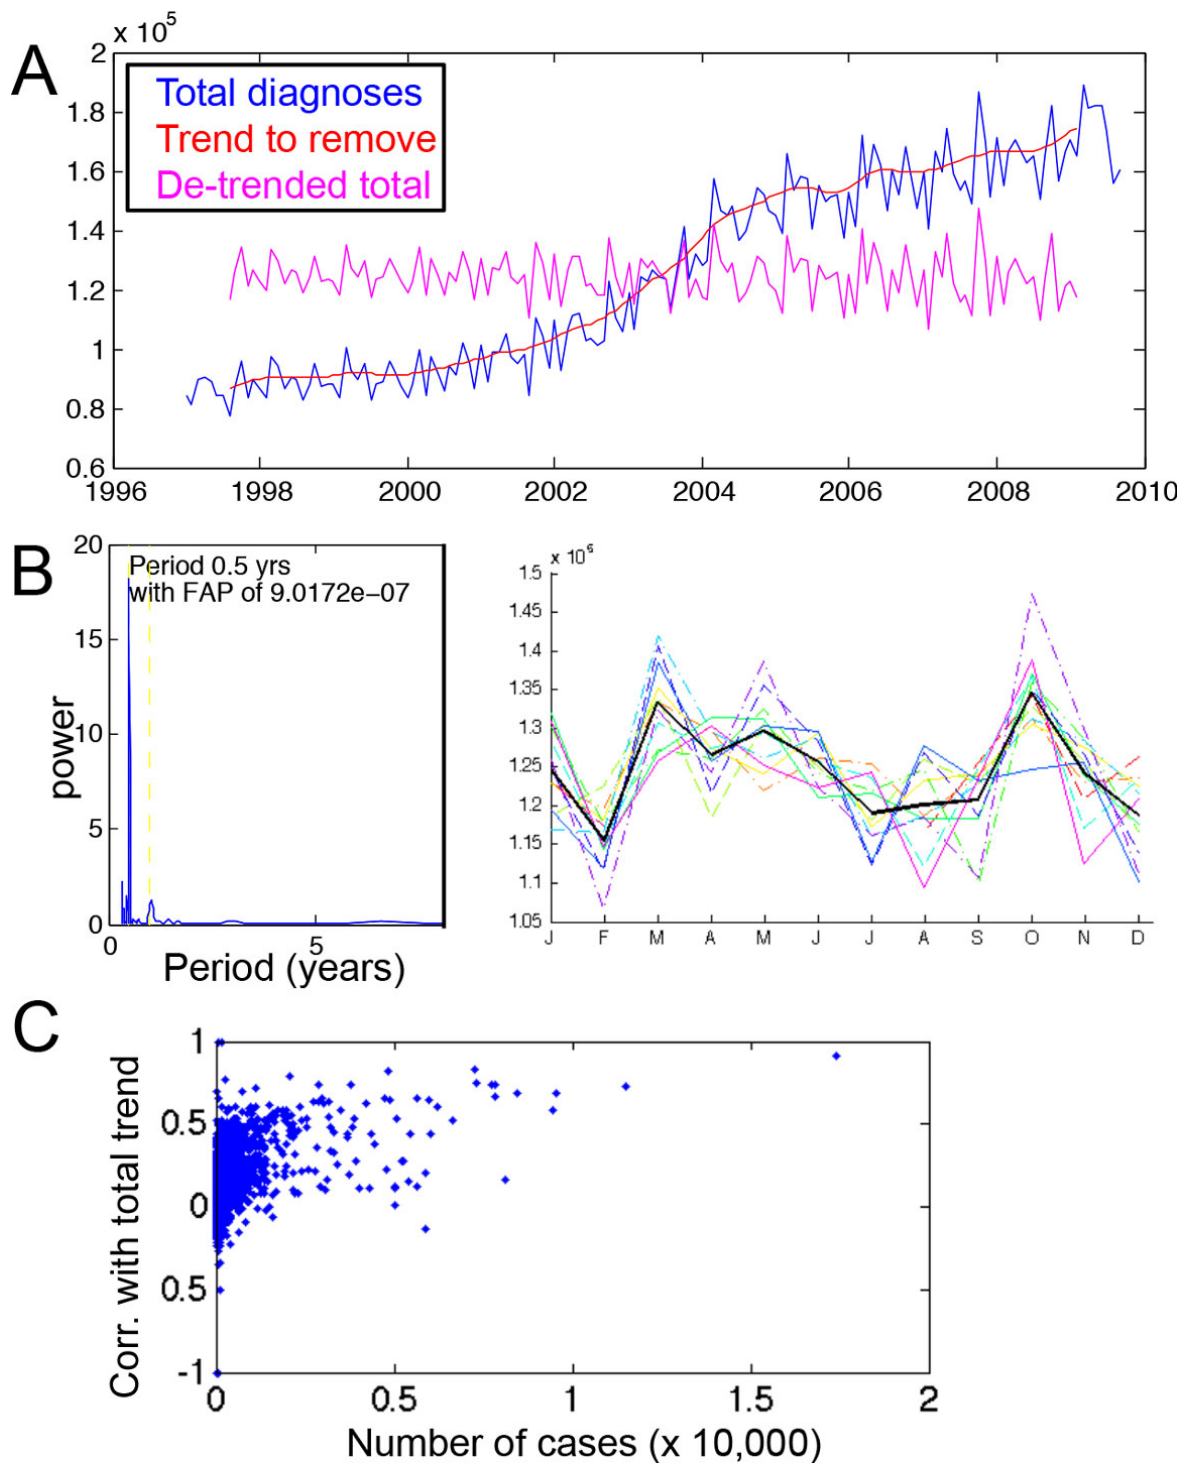 A
x 10⁵
2
1.8
1.6
1.4
1.2
1
0.8
0.6
Total diagnoses
Trend to remove
De-trended total
1996 1998 2000 2002 2004 2006 2008 2010
B
20
15
10
5
0
power
Period 0.5 yrs
with FAP of 9.0172e−07
0 5
Period (years)
x 10⁵
1.5
1.45
1.4
1.35
1.3
1.25
1.2
1.15
1.1
1.05
J F M A M J J A S O N D
C
Corr. with total trend
1
0.5
0
0.5
-1
0 0.5 1 1.5 2
Number of cases (x 10,000)